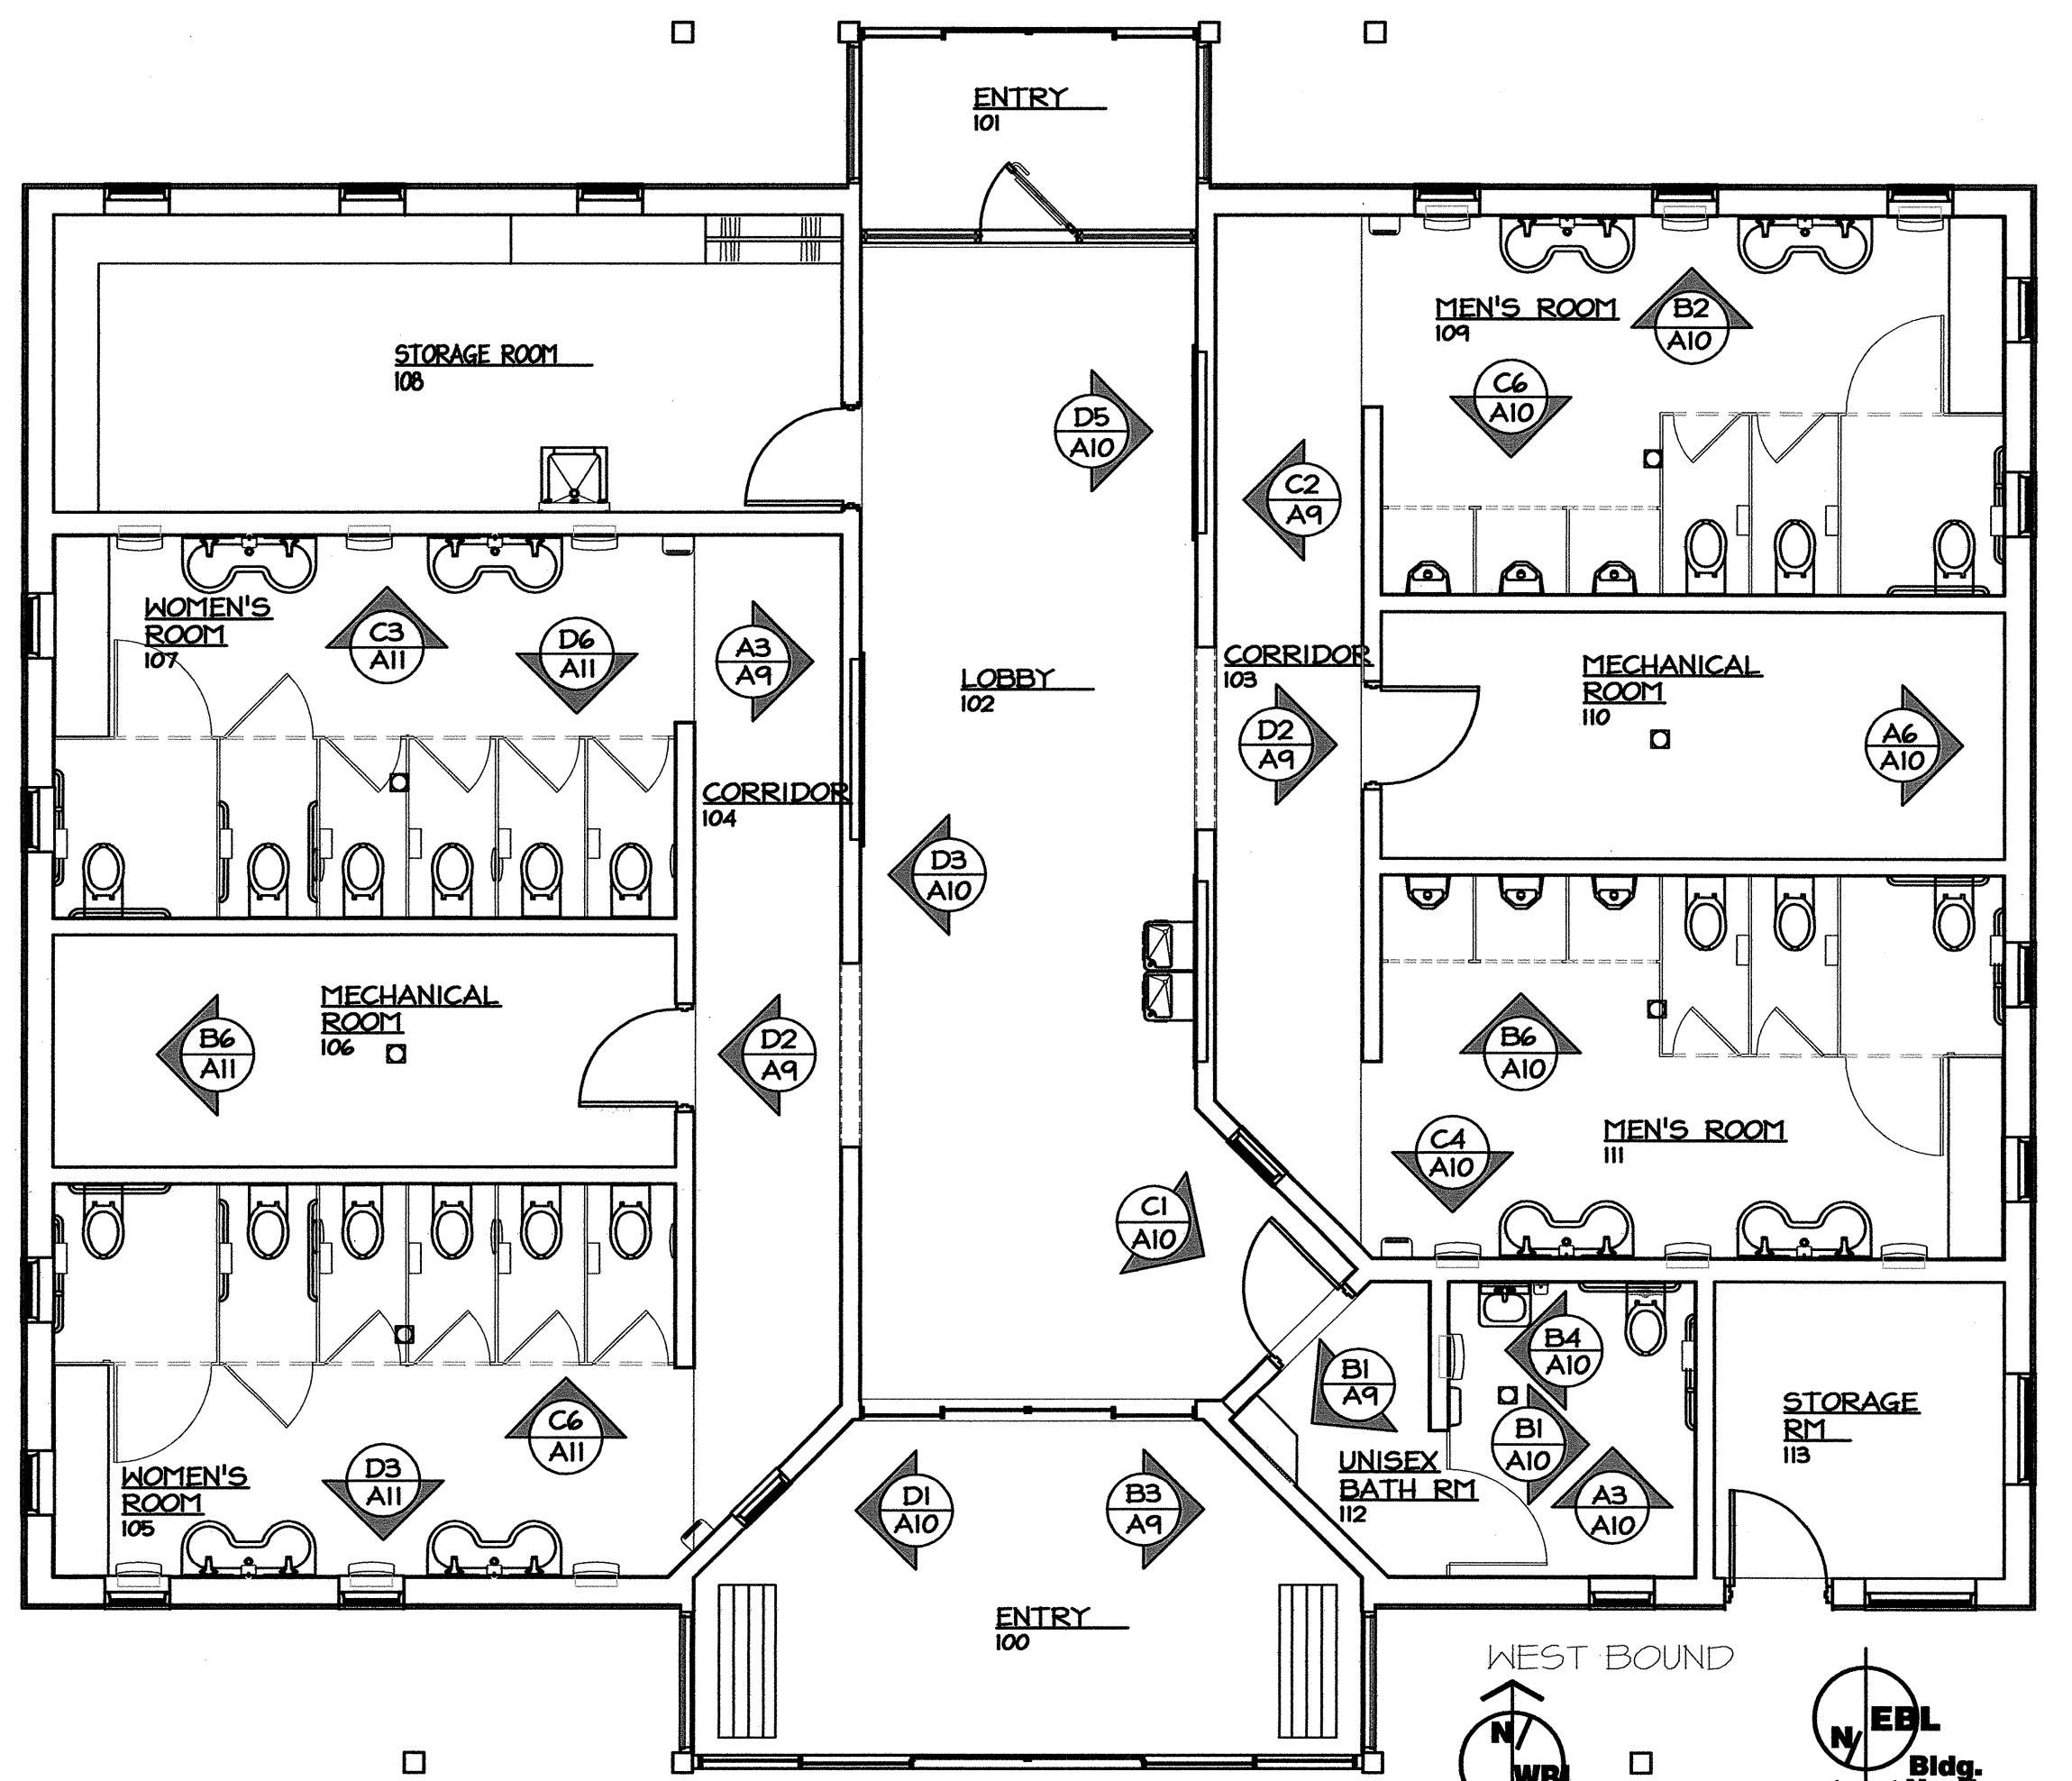 ENTRY
101
STORAGE ROOM
108
MEN'S ROOM
109
B2
A10
C6
A10
D5
A10
C2
A9
WOMEN'S
ROOM
107
C3
A11
D6
A11
A3
A9
LOBBY
102
CORRIDOR
103
MECHANICAL
ROOM
110
D2
A9
A6
A10
CORRIDOR
104
D3
A10
MECHANICAL
ROOM
106
B6
A11
D2
A9
B6
A10
MEN'S ROOM
111
C4
A10
C1
A10
B4
A10
B1
A9
B1
A10
A3
A10
UNISEX
BATH RM
112
STORAGE
RM
113
C6
A11
D3
A11
WOMEN'S
ROOM
105
D1
A10
B3
A9
ENTRY
100
WEST BOUND
N
N
EBL
Bldg.